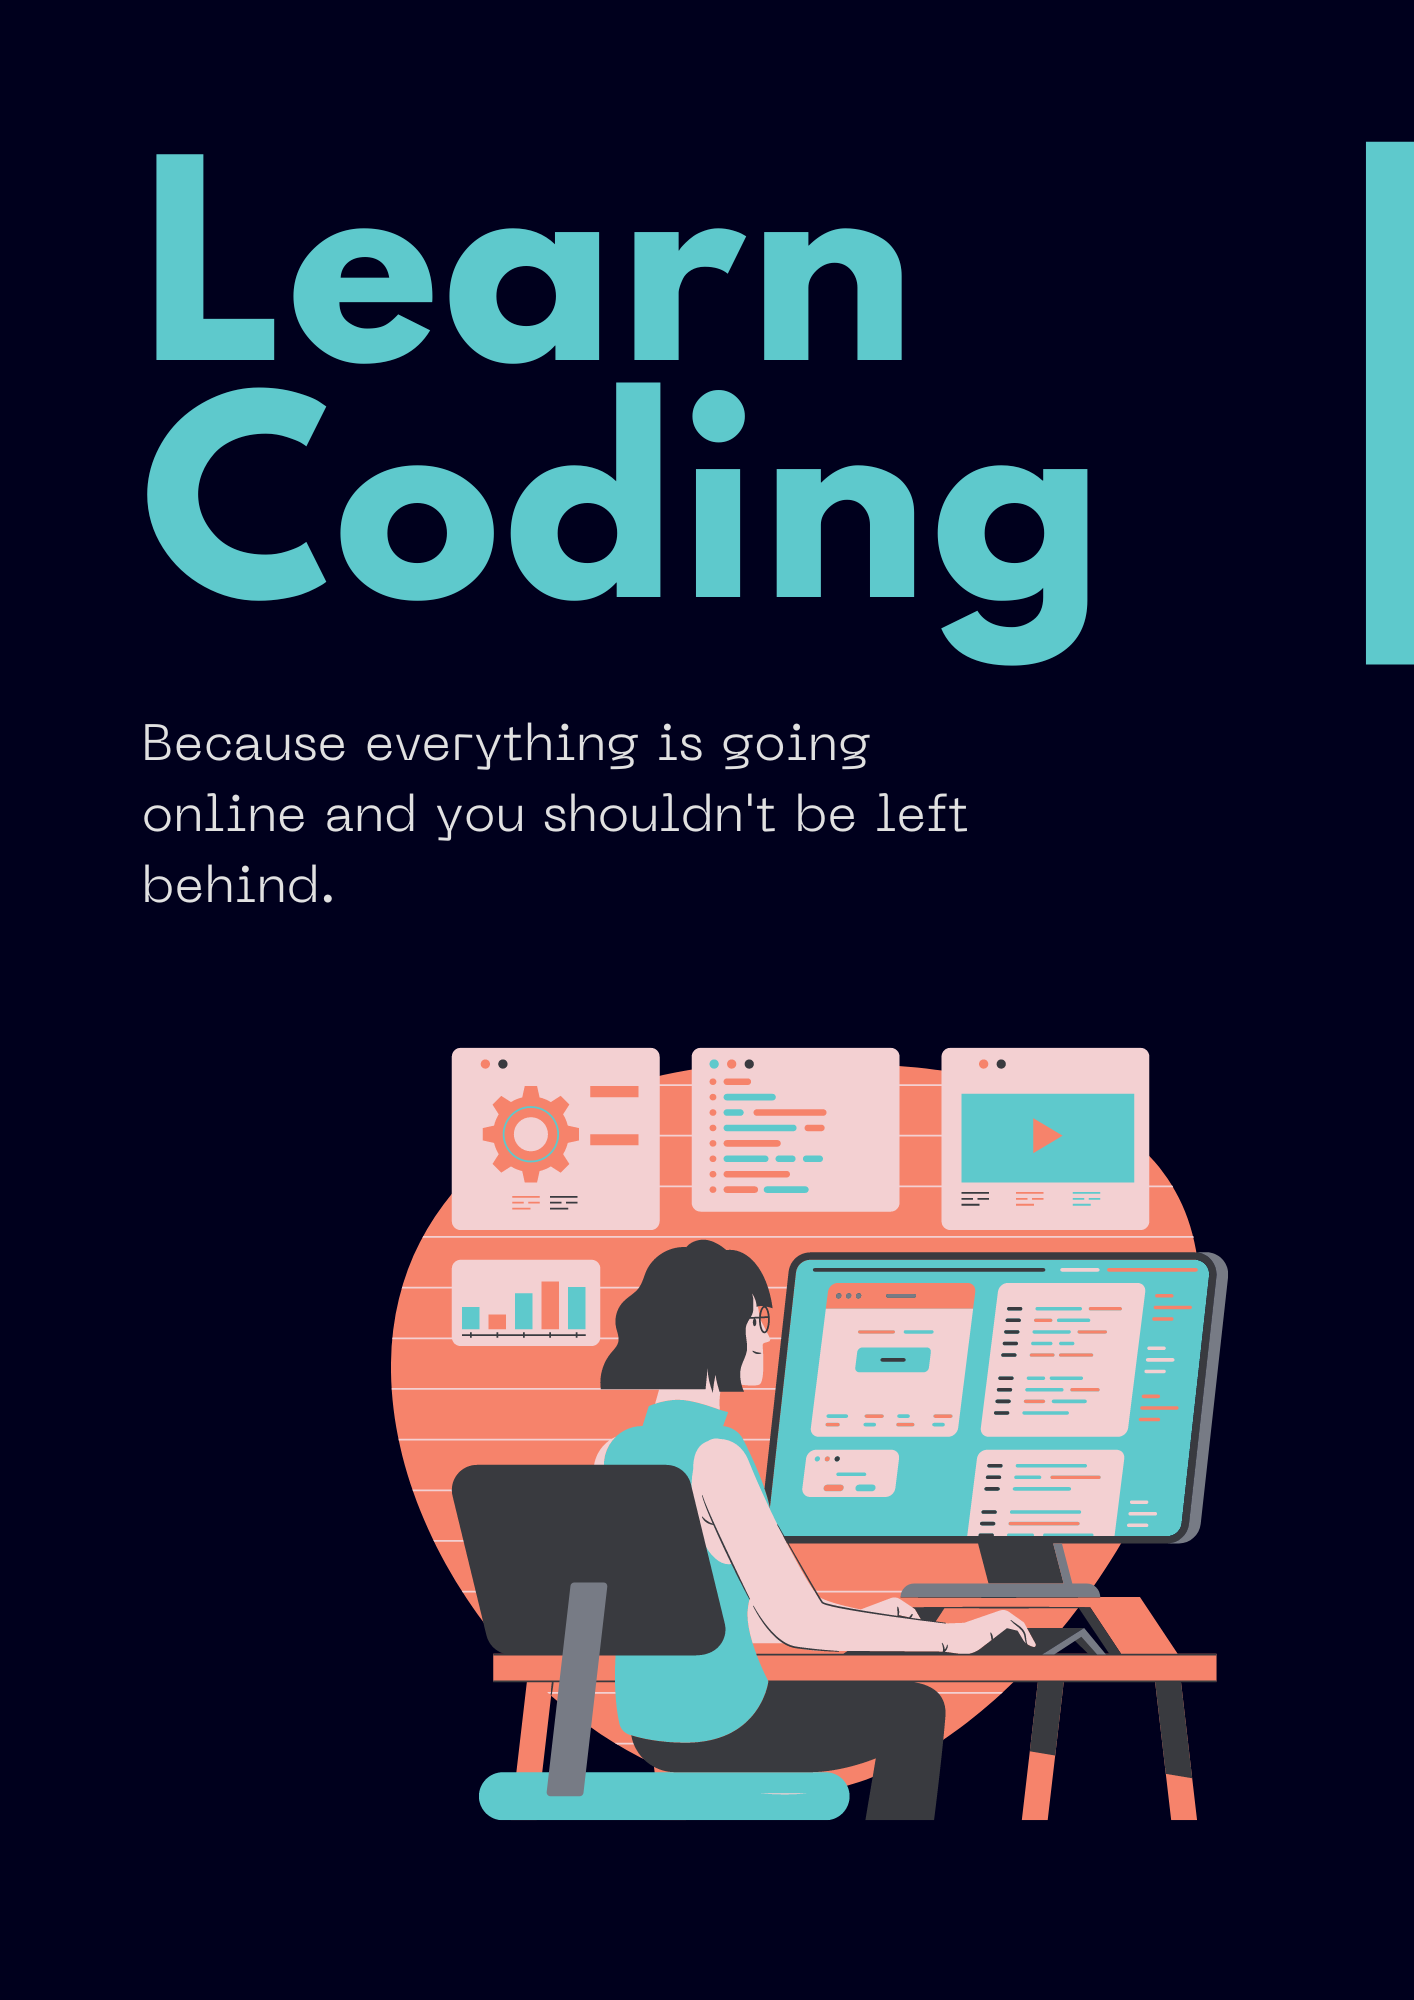 Learn
Coding
Because everything is going
online and you shouldn't be left
behind.